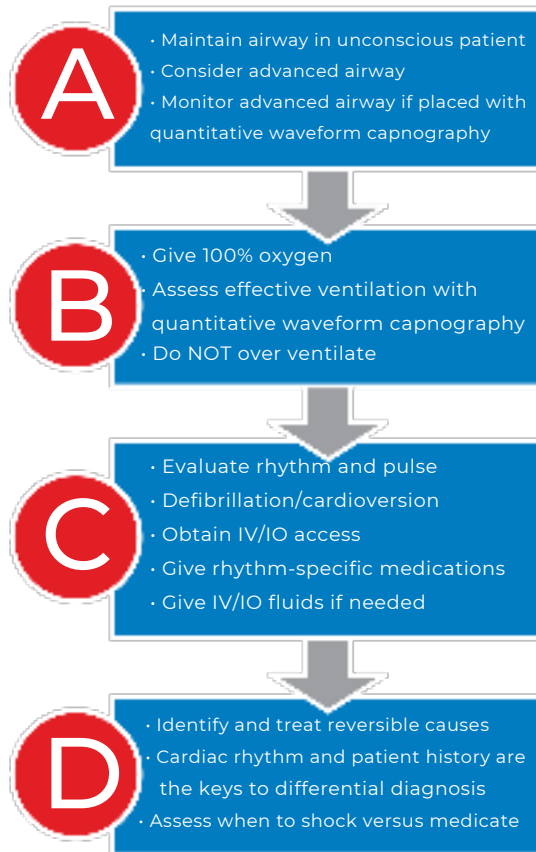 A
· Maintain airway in unconscious patient
· Consider advanced airway
· Monitor advanced airway if placed with
quantitative waveform capnography
B
· Give 100% oxygen
· Assess effective ventilation with
quantitative waveform capnography
· Do NOT over ventilate
C
· Evaluate rhythm and pulse
· Defibrillation/cardioversion
· Obtain IV/IO access
· Give rhythm-specific medications
· Give IV/IO fluids if needed
D
· Identify and treat reversible causes
· Cardiac rhythm and patient history are
the keys to differential diagnosis
· Assess when to shock versus medicate